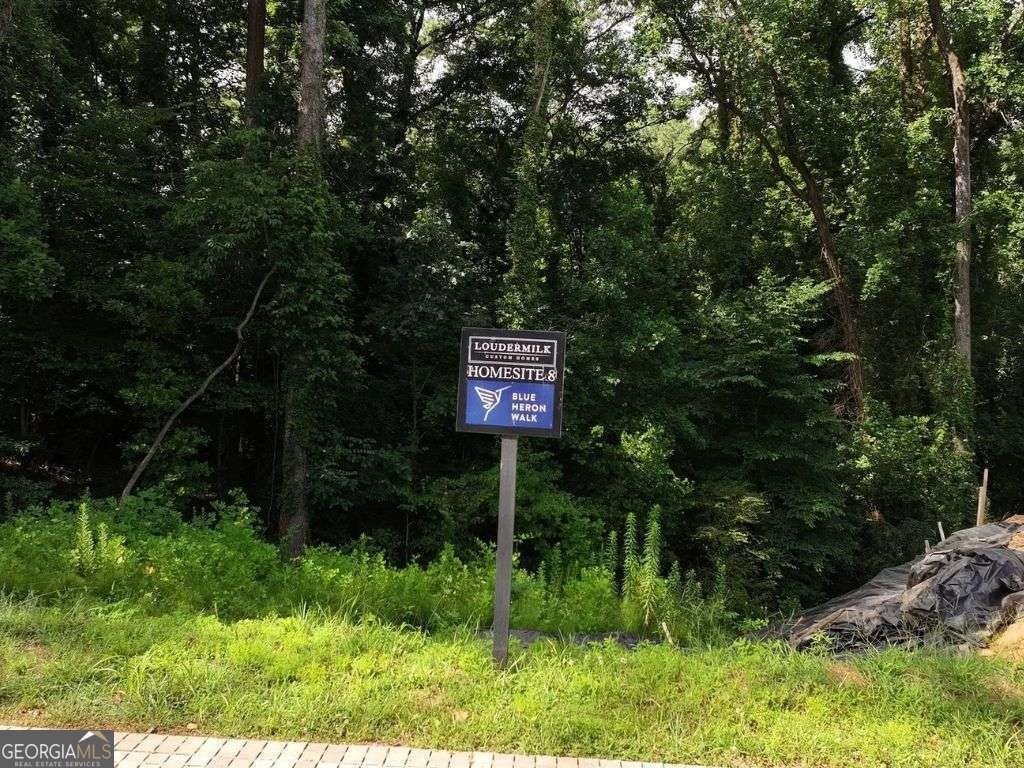 LOUDERMILK
CUSTOM HOMES
HOMESITE 8
BLUE
HERON
WALK
GEORGIAMLS
REAL ESTATE SERVICES